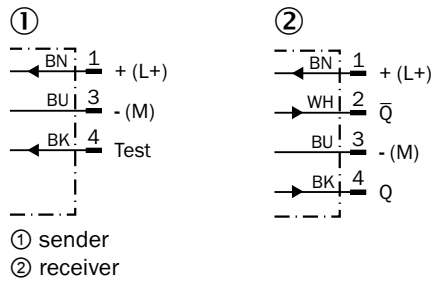 ①
BN 1 + (L+)
BU 3 - (M)
BK 4 Test
②
BN 1 + (L+)
WH 2 Q̅
BU 3 - (M)
BK 4 Q
① sender
② receiver